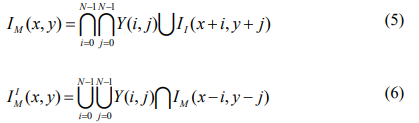 I_M(x,y)=⋂_{i=0}^{N-1}⋂_{j=0}^{N-1}Y(i,j)⋃I_I(x+i,y+j) (5)
I_M^I(x,y)=⋃_{i=0}^{N-1}⋃_{j=0}^{N-1}Y(i,j)⋂I_M(x-i,y-j) (6)